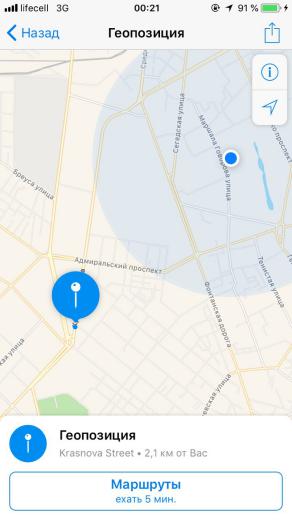 lifecell 3G 00:21 91 %
Назад Геопозиция
Сегедская улица
Маршала Говорова улица
проспект
Бреуса улица
Адмиральский проспект
Тенистая улица
Фонтанская дорога
Геопозиция
Krasnova Street • 2,1 км от Вас
Маршруты
ехать 5 мин.